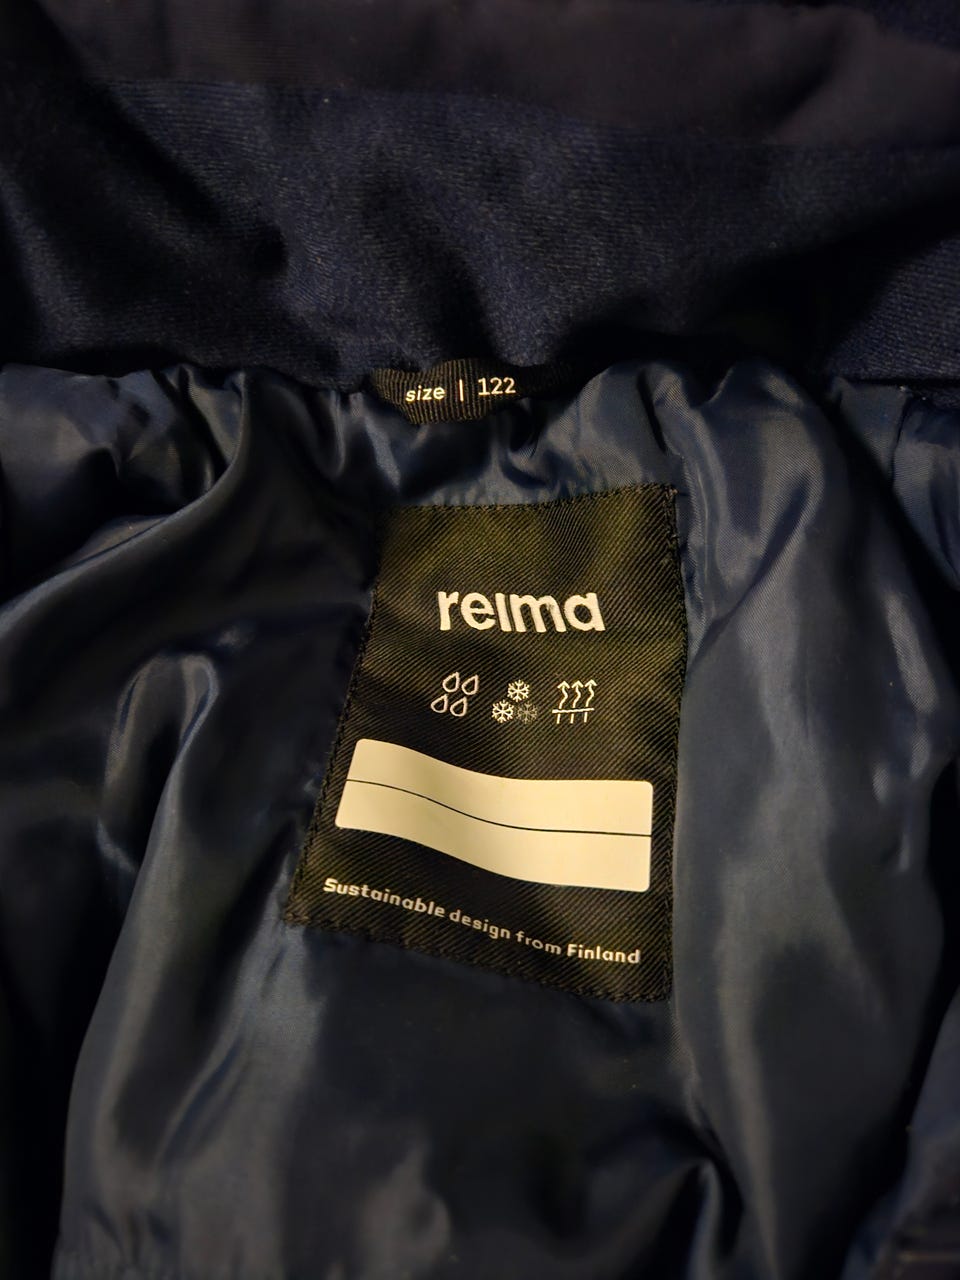 size | 122
reima
Sustainable design from Finland